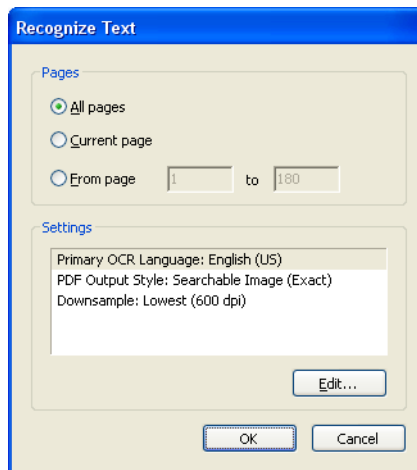 Recognize Text
Pages
All pages
Current page
From page 1 to 180
Settings
Primary OCR Language: English (US)
PDF Output Style: Searchable Image (Exact)
Downsample: Lowest (600 dpi)
Edit...
OK Cancel